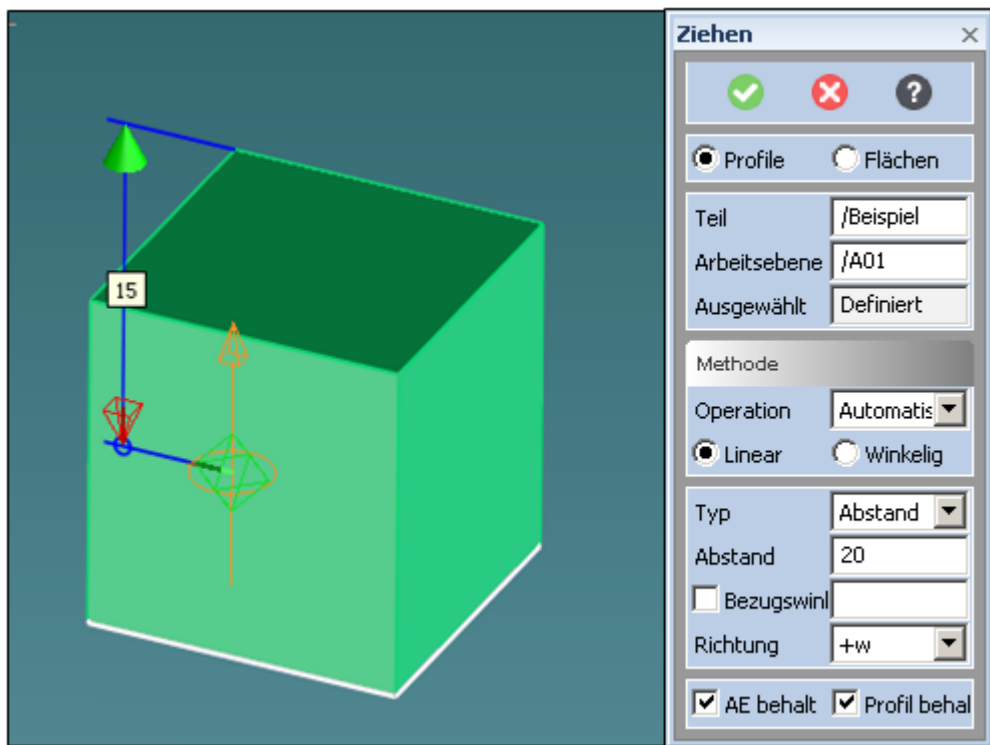 15
Ziehen
Profile Flächen
Teil /Beispiel
Arbeitsebene /A01
Ausgewählt Definiert
Methode
Operation Automatis
Linear Winkelig
Typ Abstand
Abstand 20
Bezugswinl
Richtung +w
AE behalt Profil behal